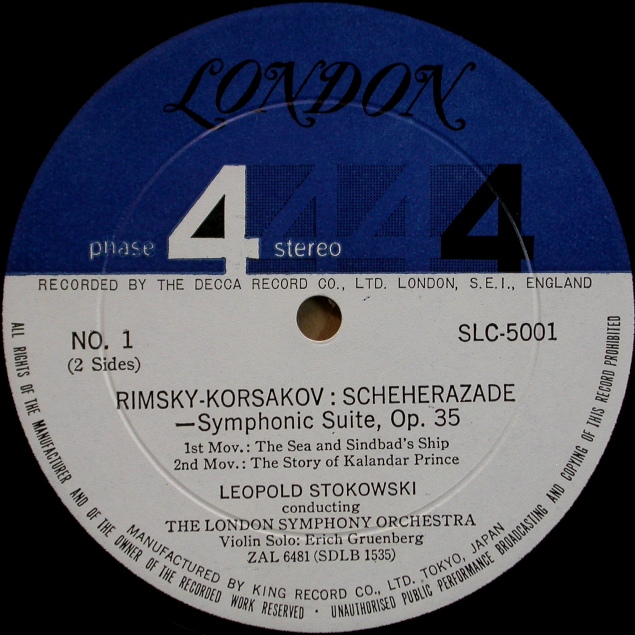 LONDON
phase 4 stereo 4 4 4
RECORDED BY THE DECCA RECORD CO., LTD. LONDON, S.E.I., ENGLAND
NO. 1
(2 Sides)
SLC-5001
RIMSKY-KORSAKOV : SCHEHERAZADE
—Symphonic Suite, Op. 35
1st Mov. : The Sea and Sindbad's Ship
2nd Mov. : The Story of Kalandar Prince
LEOPOLD STOKOWSKI
conducting
THE LONDON SYMPHONY ORCHESTRA
Violin Solo: Erich Gruenberg
ZAL 6481 (SDLB 1535)
MANUFACTURED BY KING RECORD CO., LTD. TOKYO, JAPAN
ALL RIGHTS OF THE MANUFACTURER AND OF THE OWNER OF THE RECORDED WORK RESERVED · UNAUTHORISED PUBLIC PERFORMANCE BROADCASTING AND COPYING OF THIS RECORD PROHIBITED